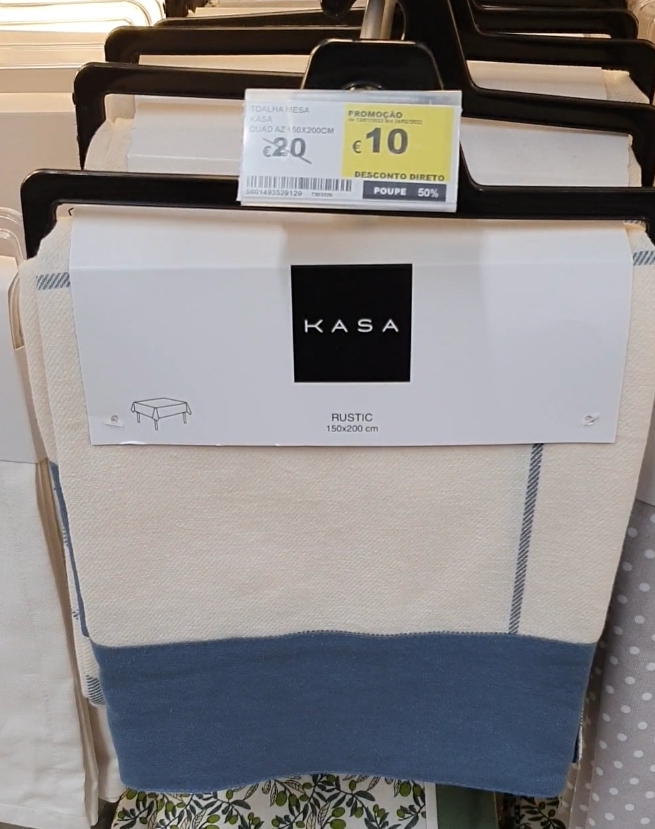 TOALHA MESA
KASA
QUAD AZ 150X200CM
€20
PROMOÇÃO
€10
DESCONTO DIRETO
POUPE 50%
KASA
RUSTIC
150x200 cm